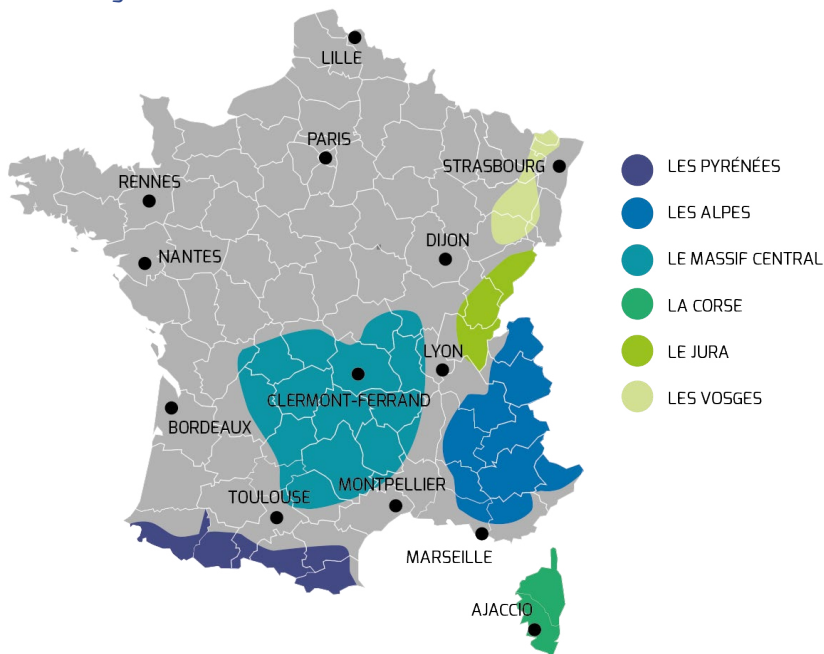 LILLE
PARIS
STRASBOURG
RENNES
DIJON
NANTES
LYON
CLERMONT-FERRAND
BORDEAUX
MONTPELLIER
TOULOUSE
MARSEILLE
AJACCIO
LES PYRÉNÉES
LES ALPES
LE MASSIF CENTRAL
LA CORSE
LE JURA
LES VOSGES